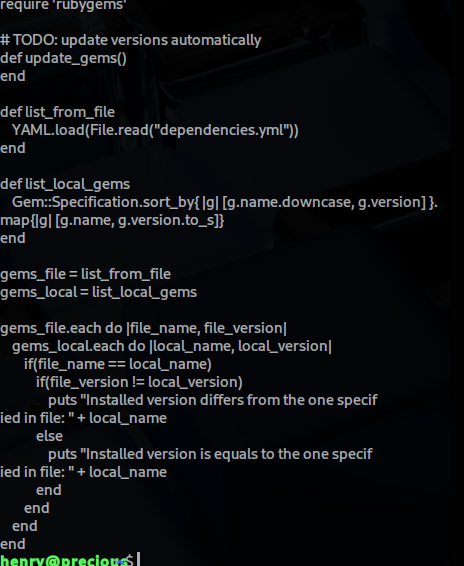 require 'rubygems'
# TODO: update versions automatically
def update_gems()
end
def list_from_file
    YAML.load(File.read("dependencies.yml"))
end
def list_local_gems
    Gem::Specification.sort_by{ |g| [g.name.downcase, g.version] }.
map{|g| [g.name, g.version.to_s]}
end
gems_file = list_from_file
gems_local = list_local_gems
gems_file.each do |file_name, file_version|
    gems_local.each do |local_name, local_version|
        if(file_name == local_name)
            if(file_version != local_version)
                puts "Installed version differs from the one specif
ied in file: " + local_name
            else
                puts "Installed version is equals to the one specif
ied in file: " + local_name
            end
        end
    end
end
henry@precious:~$